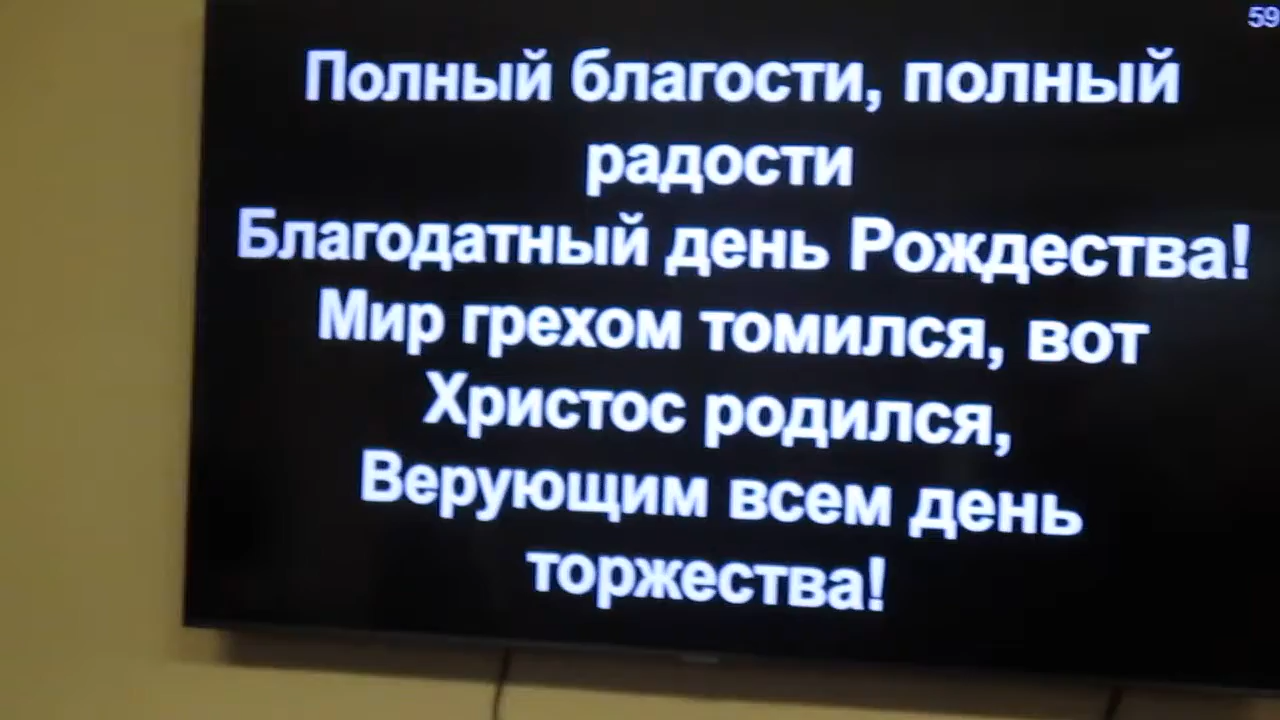 59
Полный благости, полный
радости
Благодатный день Рождества!
Мир грехом томился, вот
Христос родился,
Верующим всем день
торжества!